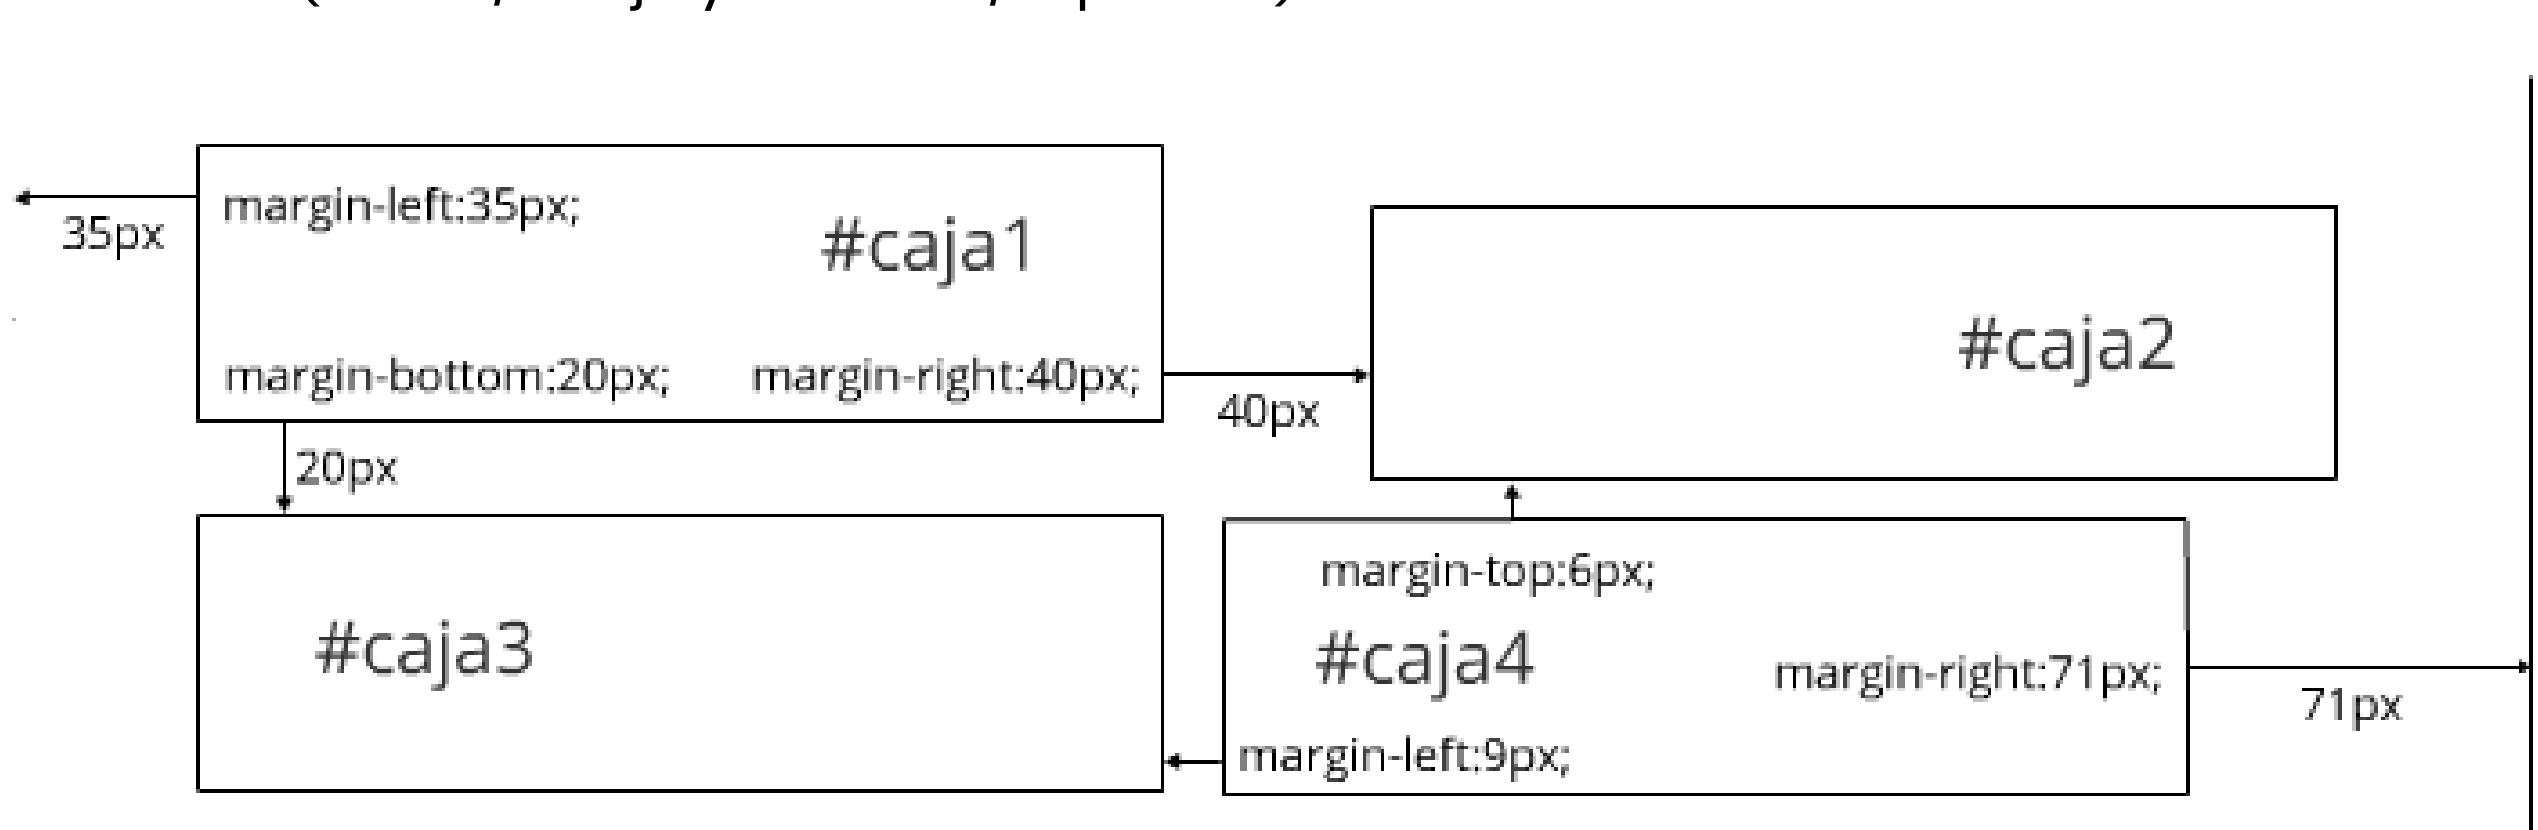 margin-left:35px;
35px
#caja1
#caja2
margin-bottom:20px; margin-right:40px;
40px
20px
margin-top:6px;
#caja3
#caja4
margin-right:71px;
71px
margin-left:9px;